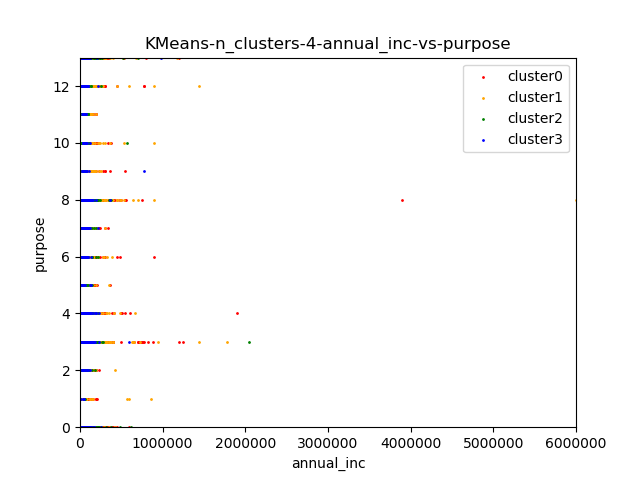 KMeans-n_clusters-4-annual_inc-vs-purpose
cluster0
cluster1
cluster2
cluster3
12
10
8
6
4
2
0
purpose
0 1000000 2000000 3000000 4000000 5000000 6000000
annual_inc